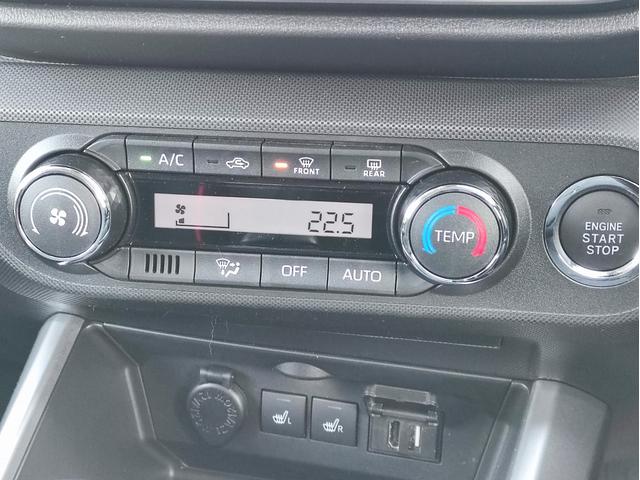 A/C
FRONT
REAR
22.5
TEMP
ENGINE
START
STOP
OFF
AUTO
L
R